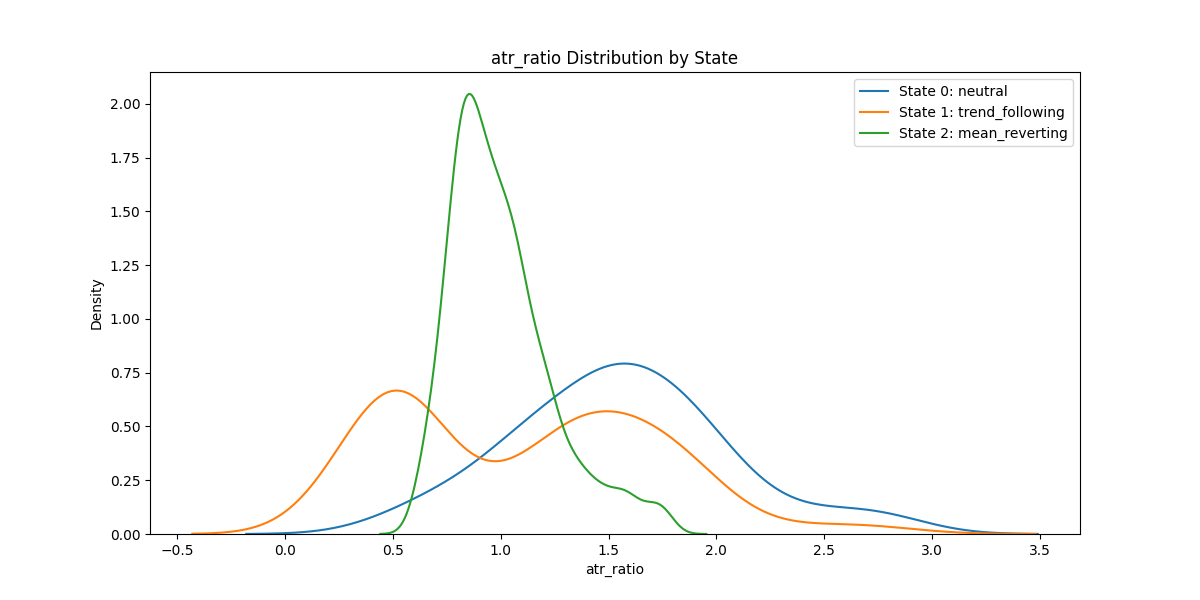 atr_ratio Distribution by State
State 0: neutral
State 1: trend_following
State 2: mean_reverting
Density
2.00
1.75
1.50
1.25
1.00
0.75
0.50
0.25
0.00
−0.5 0.0 0.5 1.0 1.5 2.0 2.5 3.0 3.5
atr_ratio